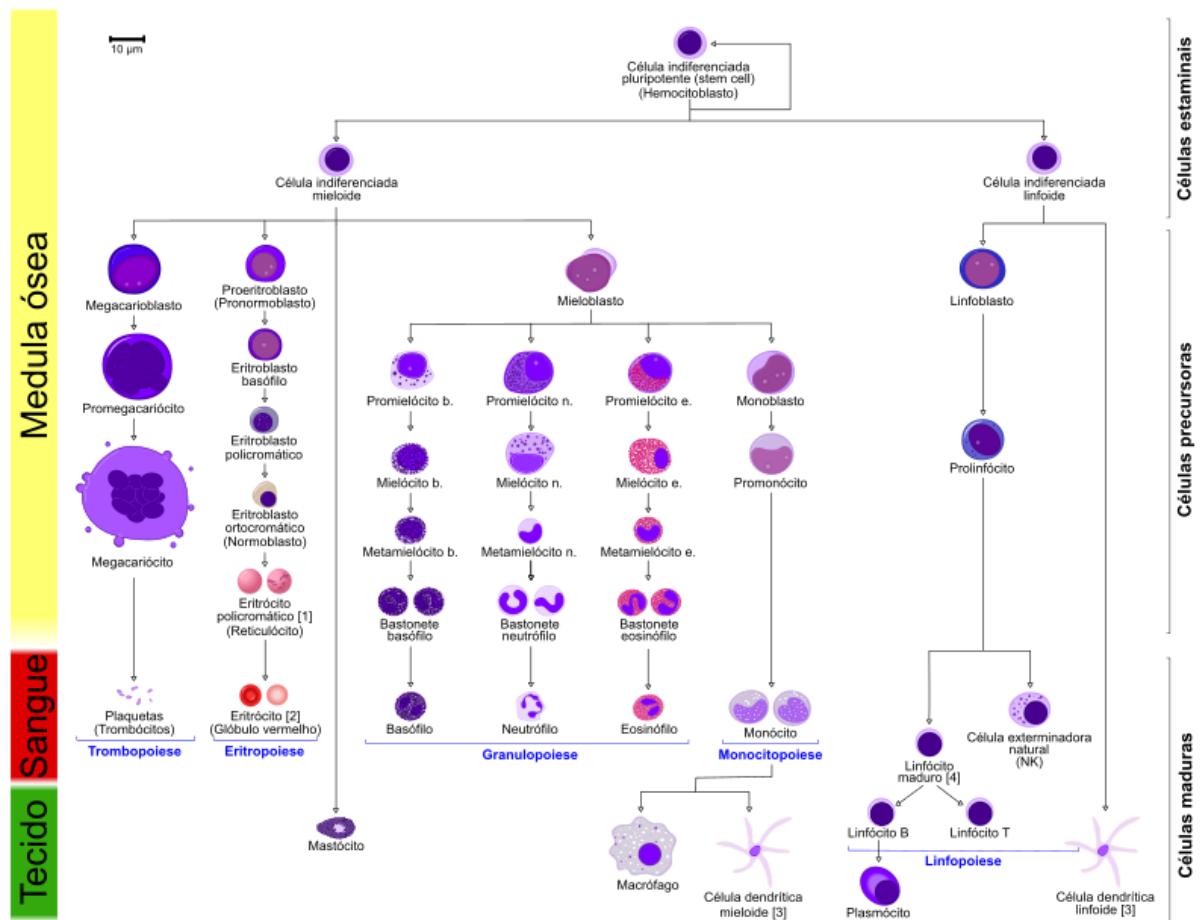 10 µm
Célula indiferenciada
pluripotente (stem cell)
(Hemocitoblasto)
Célula indiferenciada
mieloide
Célula indiferenciada
linfoide
Megacarioblasto
Proeritroblasto
(Pronormoblasto)
Mieloblasto
Linfoblasto
Promegacariócito
Eritroblasto
basófilo
Promielócito b.
Promielócito n.
Promielócito e.
Monoblasto
Eritroblasto
policromático
Prolinfócito
Mielócito b.
Mielócito n.
Mielócito e.
Promonócito
Eritroblasto
ortocromático
(Normoblasto)
Megacariócito
Metamielócito b.
Metamielócito n.
Metamielócito e.
Eritrócito
policromático [1]
(Reticulócito)
Bastonete
basófilo
Bastonete
neutrófilo
Bastonete
eosinófilo
Plaquetas
(Trombócitos)
Eritrócito [2]
(Glóbulo vermelho)
Basófilo
Neutrófilo
Eosinófilo
Monócito
Linfócito
maduro [4]
Célula exterminadora
natural
(NK)
Trombopoiese
Eritropoiese
Granulopoiese
Monocitopoiese
Mastócito
Macrófago
Célula dendrítica
mieloide [3]
Linfócito B
Linfócito T
Linfopoiese
Plasmócito
Célula dendrítica
linfoide [3]
Medula ósea
Sangue
Tecido
Células estaminais
Células precursoras
Células maduras